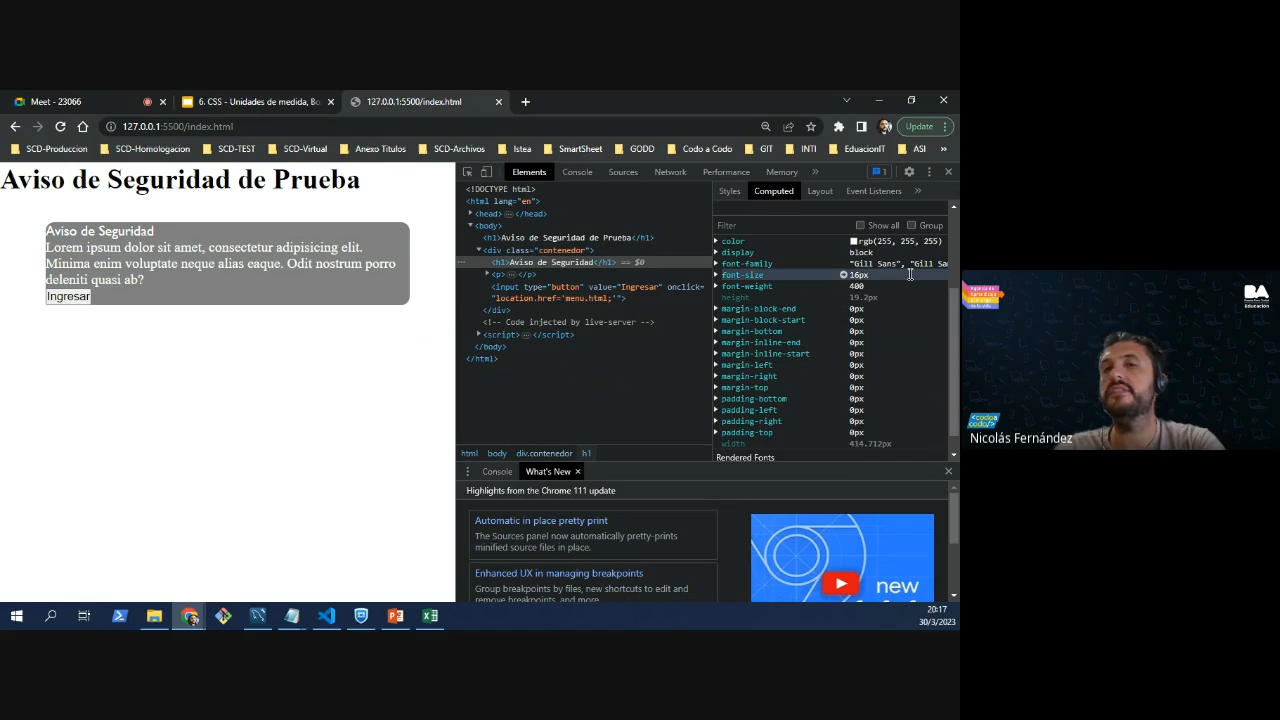 Meet - 23066
6. CSS - Unidades de medida, Bo
127.0.0.1:5500/index.html
127.0.0.1:5500/index.html
Update
SCD-Produccion
SCD-Homologacion
SCD-TEST
SCD-Virtual
Anexo Titulos
SCD-Archivos
Istea
SmartSheet
GODD
Codo a Codo
GIT
INTI
EduacionIT
ASI
»
Aviso de Seguridad de Prueba
Aviso de Seguridad
Lorem ipsum dolor sit amet, consectetur adipisicing elit.
Minima enim voluptate neque alias eaque. Odit nostrum porro
deleniti quasi ab?
Ingresar
Elements
Console
Sources
Network
Performance
Memory
»
1
<!DOCTYPE html>
<html lang="en">
<head> … </head>
<body>
<h1>Aviso de Seguridad de Prueba</h1>
<div class="contenedor">
<h1>Aviso de Seguridad</h1> == $0
<p> … </p>
<input type="button" value="Ingresar" onclick=
"location.href='menu.html;'">
</div>
<!-- Code injected by live-server -->
<script> … </script>
</body>
</html>
html body div.contenedor h1
Styles
Computed
Layout
Event Listeners
»
Filter
Show all
Group
color rgb(255, 255, 255)
display block
font-family "Gill Sans", "Gill Sa
font-size 16px
font-weight 400
height 19.2px
margin-block-end 0px
margin-block-start 0px
margin-bottom 0px
margin-inline-end 0px
margin-inline-start 0px
margin-left 0px
margin-right 0px
margin-top 0px
padding-bottom 0px
padding-left 0px
padding-right 0px
padding-top 0px
width 414.712px
Rendered Fonts
Console
What's New
Highlights from the Chrome 111 update
Automatic in place pretty print
The Sources panel now automatically pretty-prints
minified source files in place.
Enhanced UX in managing breakpoints
Group breakpoints by files, new shortcuts to edit and
remove breakpoints, and more.
new
20:17
30/3/2023
BA
Educación
<codo a
codo/>
Nicolás Fernández